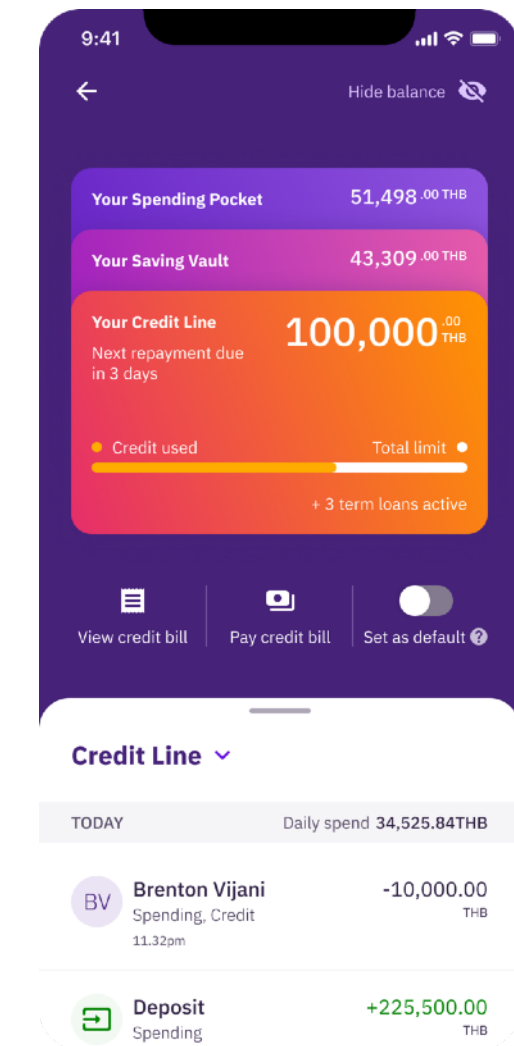 9:41
Hide balance
Your Spending Pocket 51,498.00 THB
Your Saving Vault 43,309.00 THB
Your Credit Line 100,000.00 THB
Next repayment due
in 3 days
Credit used Total limit
+ 3 term loans active
View credit bill Pay credit bill Set as default ?
Credit Line
TODAY Daily spend 34,525.84THB
Brenton Vijani -10,000.00
BV Spending, Credit THB
11.32pm
Deposit +225,500.00
Spending THB